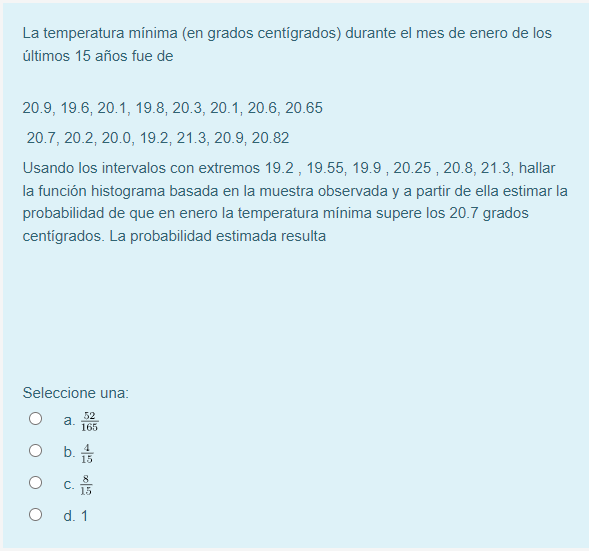 La temperatura mínima (en grados centígrados) durante el mes de enero de los
últimos 15 años fue de
20.9, 19.6, 20.1, 19.8, 20.3, 20.1, 20.6, 20.65
20.7, 20.2, 20.0, 19.2, 21.3, 20.9, 20.82
Usando los intervalos con extremos 19.2 , 19.55, 19.9 , 20.25 , 20.8, 21.3, hallar
la función histograma basada en la muestra observada y a partir de ella estimar la
probabilidad de que en enero la temperatura mínima supere los 20.7 grados
centígrados. La probabilidad estimada resulta
Seleccione una:
a. 52/165
b. 4/15
c. 8/15
d. 1